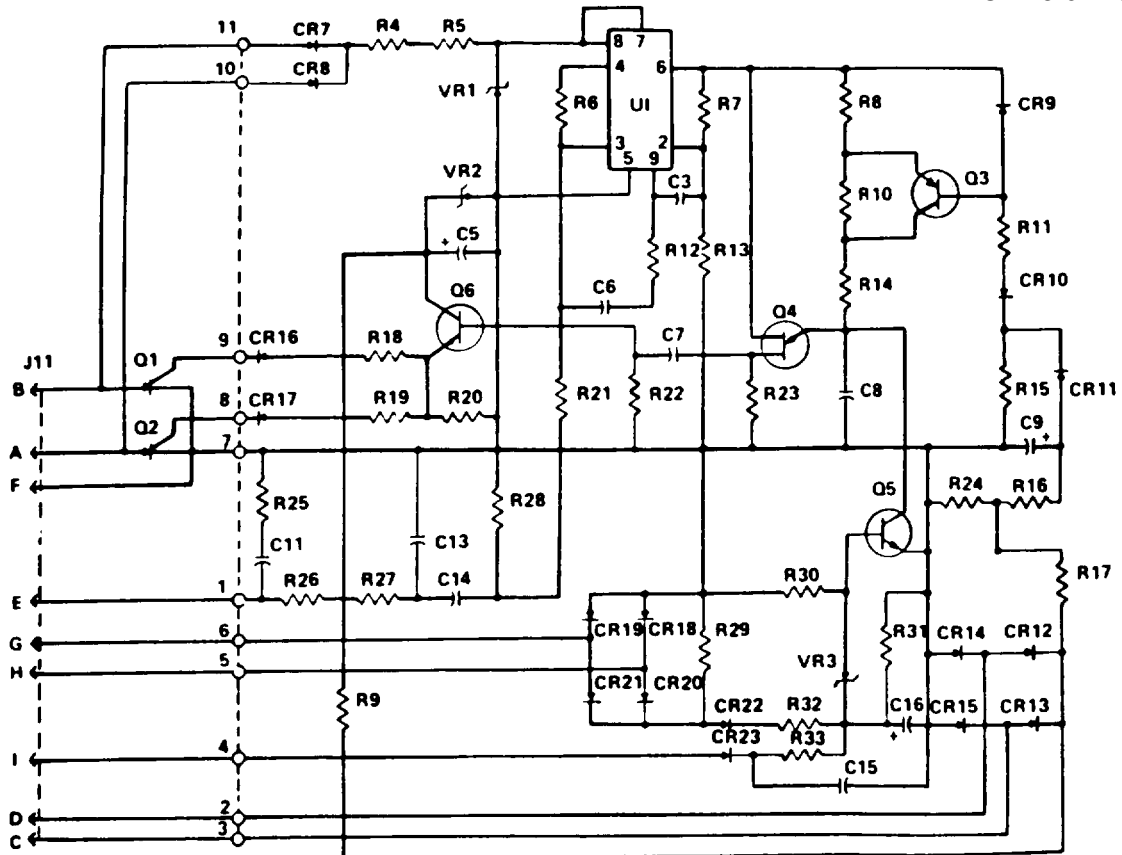 11 CR7 R4 R5
10 CR8
8 7
4 6
U1
3 2
5 9
VR1
R6 R7 R8 CR9
VR2
C3
R10 Q3
+ C5
R12 R13
R11
Q6
C6
R14 CR10
Q4
J11
9 CR16 R18
C7
B Q1
8 CR17 R19 R20
R21 R22 R23 C8
R15 CR11
Q2
7
C9 +
A
F
R25
R28
Q5
R24 R16
C11
C13
R17
E 1 R26 R27 C14
R30
G 6
CR19 CR18 R29
R31
CR14 CR12
H 5
VR3
R9
CR21 CR20
CR22 R32
C16 CR15 CR13
+
I 4
CR23 R33
C15
D 2
C 3